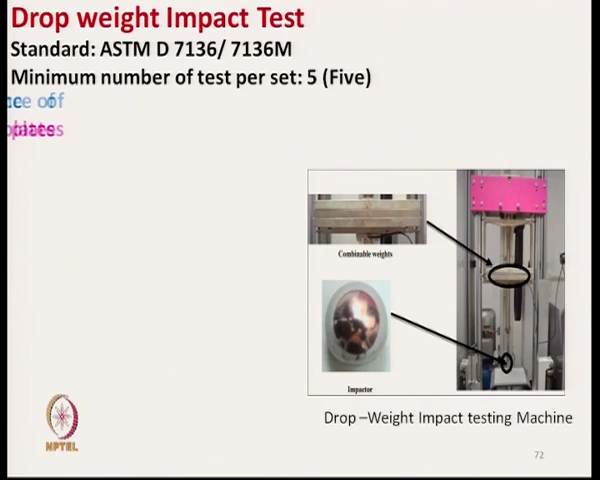 Drop weight Impact Test
Standard: ASTM D 7136/ 7136M
Minimum number of test per set: 5 (Five)
Combinable weights
Impactor
Drop –Weight Impact testing Machine
NPTEL
72